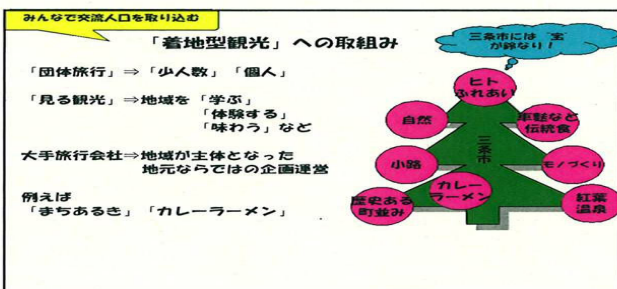 みんなで交流人口を取り込む
「着地型観光」への取組み
三条市には“宝”
が鈴なり!
「団体旅行」⇒「少人数」「個人」
「見る観光」⇒地域を「学ぶ」
「体験する」
「味わう」など
大手旅行会社⇒地域が主体となった
地元ならではの企画運営
例えば
「まちあるき」「カレーラーメン」
ヒト
ふれあい
自然
車麩など
伝統食
三条市
小路
モノづくり
カレー
ラーメン
歴史ある
町並み
紅葉
温泉